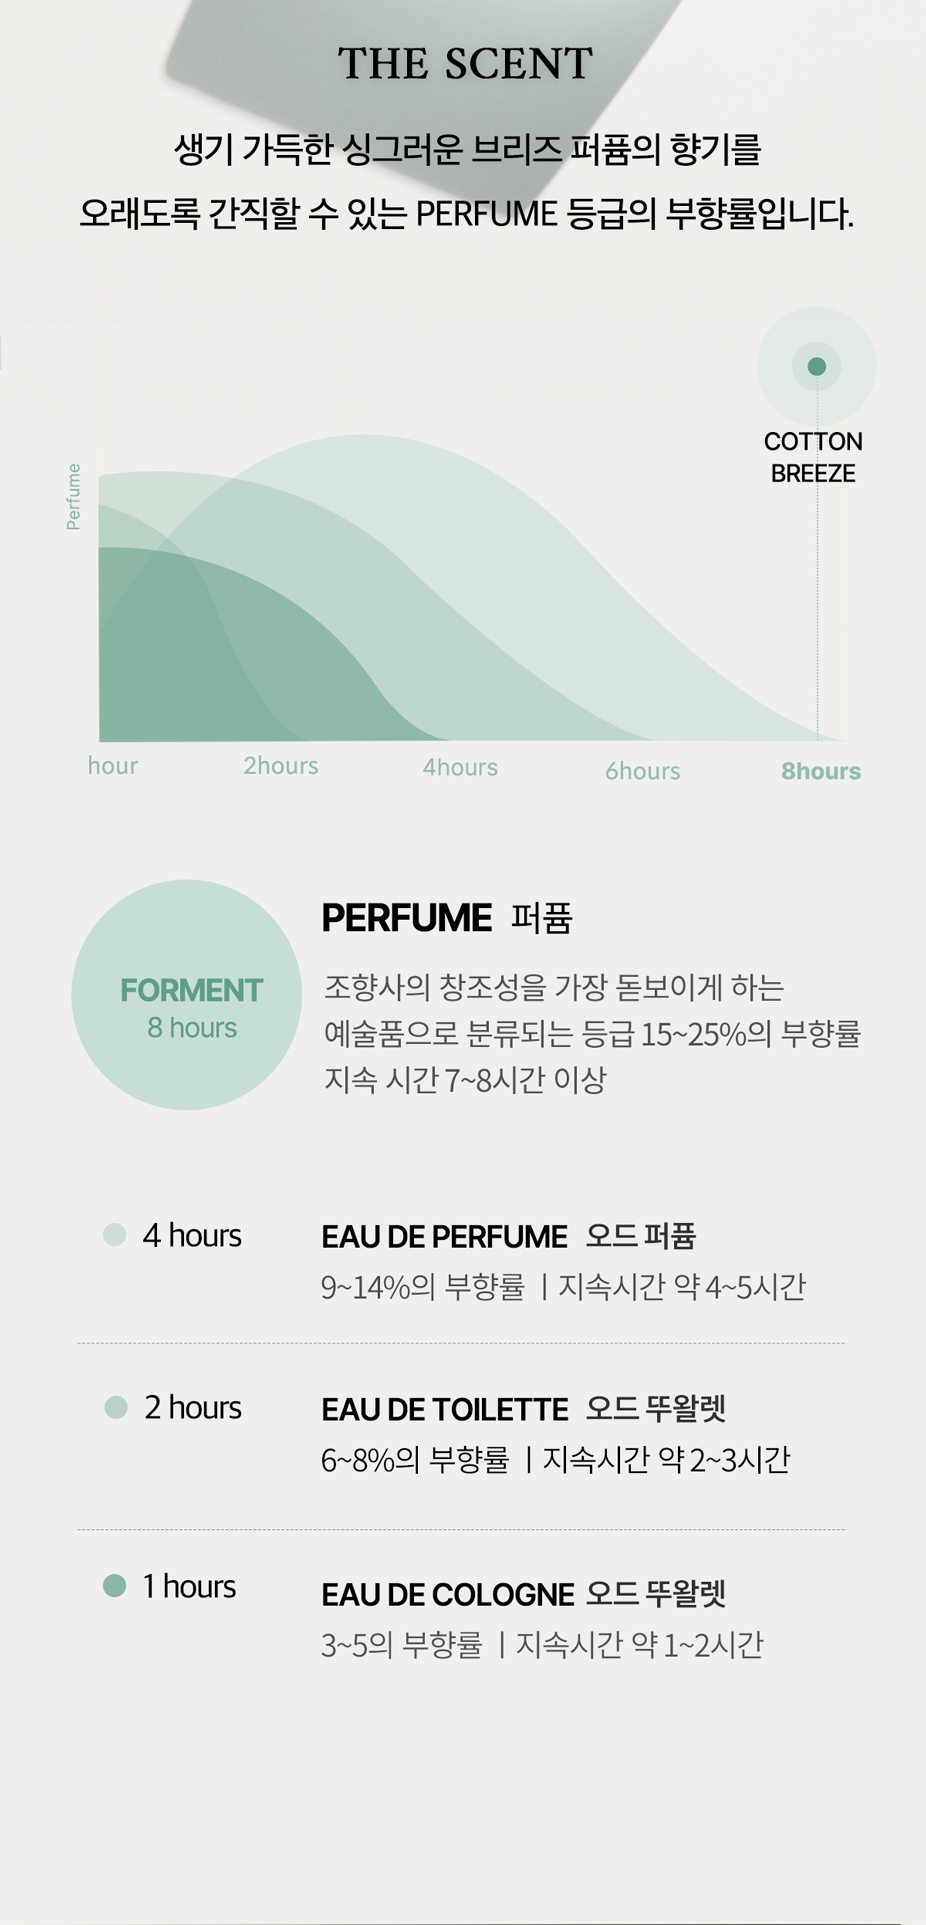 THE SCENT
생기 가득한 싱그러운 브리즈 퍼퓸의 향기를
오래도록 간직할 수 있는 PERFUME 등급의 부향률입니다.
COTTON
BREEZE
Perfume
hour 2hours 4hours 6hours 8hours
FORMENT
8 hours
PERFUME 퍼퓸
조향사의 창조성을 가장 돋보이게 하는
예술품으로 분류되는 등급 15~25%의 부향률
지속 시간 7~8시간 이상
4 hours
EAU DE PERFUME 오드 퍼퓸
9~14%의 부향률 ㅣ지속시간 약 4~5시간
2 hours
EAU DE TOILETTE 오드 뚜왈렛
6~8%의 부향률 ㅣ지속시간 약 2~3시간
1 hours
EAU DE COLOGNE 오드 뚜왈렛
3~5의 부향률 ㅣ지속시간 약 1~2시간